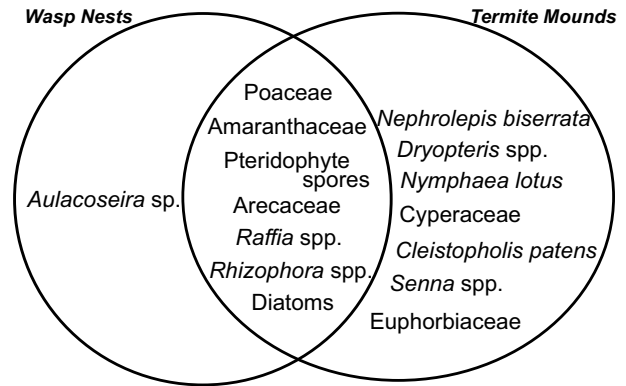 Wasp Nests
Termite Mounds
Aulacoseira sp.
Poaceae
Amaranthaceae
Pteridophyte
spores
Arecaceae
Raffia spp.
Rhizophora spp.
Diatoms
Nephrolepis biserrata
Dryopteris spp.
Nymphaea lotus
Cyperaceae
Cleistopholis patens
Senna spp.
Euphorbiaceae